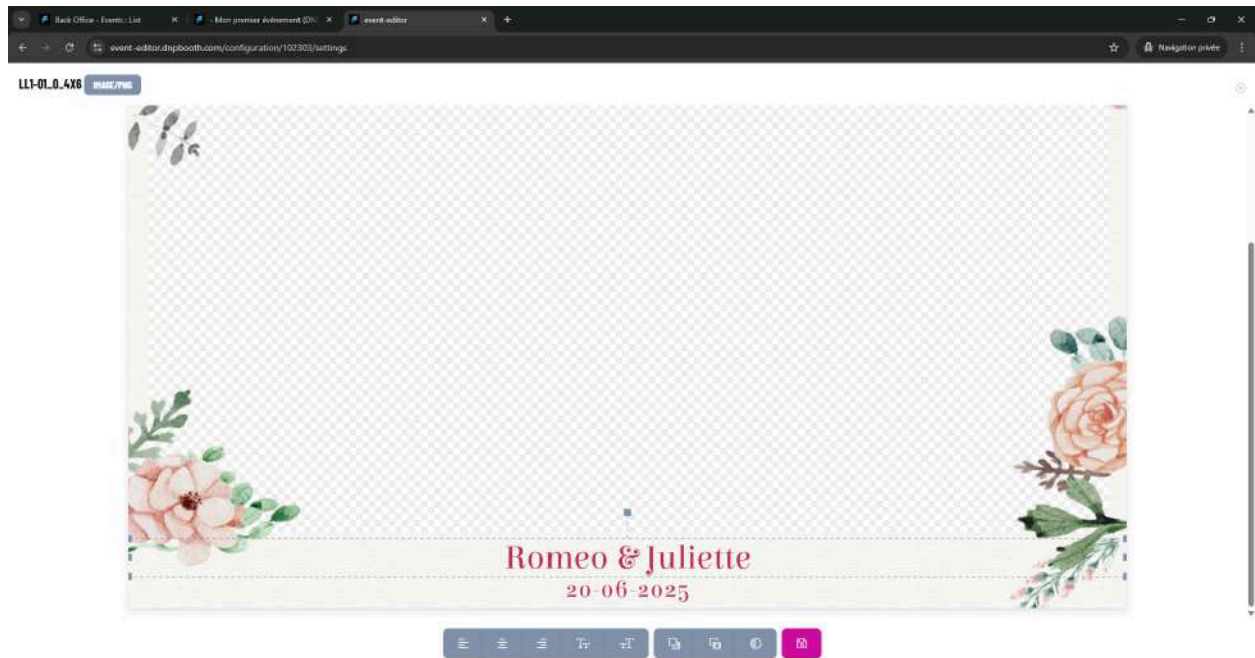 Back Office - Events : List
- Mon premier événement (DN
event-editor
event-editor.dnpbooth.com/configuration/102303/settings
Navigation privée
LL1-01_0_4X6
IMAGE/PNG
Romeo & Juliette
20-06-2025